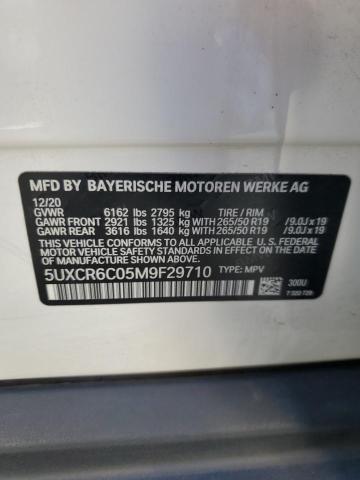 MFD BY BAYERISCHE MOTOREN WERKE AG
12/20
GVWR 6162 lbs 2795 kg TIRE / RIM
GAWR FRONT 2921 lbs 1325 kg WITH 265/50 R19 / 9.0J x 19
GAWR REAR 3616 lbs 1640 kg WITH 265/50 R19 / 9.0J x 19
THIS VEHICLE CONFORMS TO ALL APPLICABLE U.S. FEDERAL
MOTOR VEHICLE SAFETY STANDARDS IN EFFECT ON THE
DATE OF MANUFACTURE SHOWN ABOVE.
5UXCR6C05M9F29710 TYPE: MPV
300U